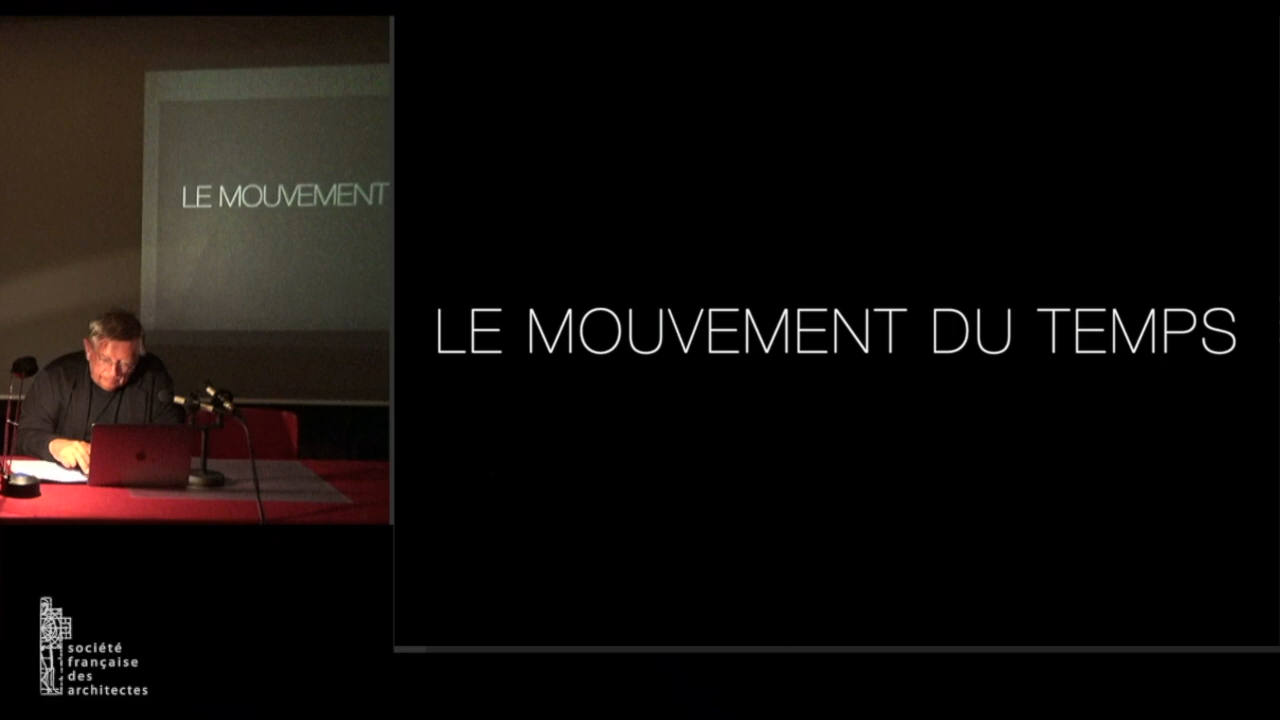 LE MOUVEMENT
LE MOUVEMENT DU TEMPS
société
française
des
architectes